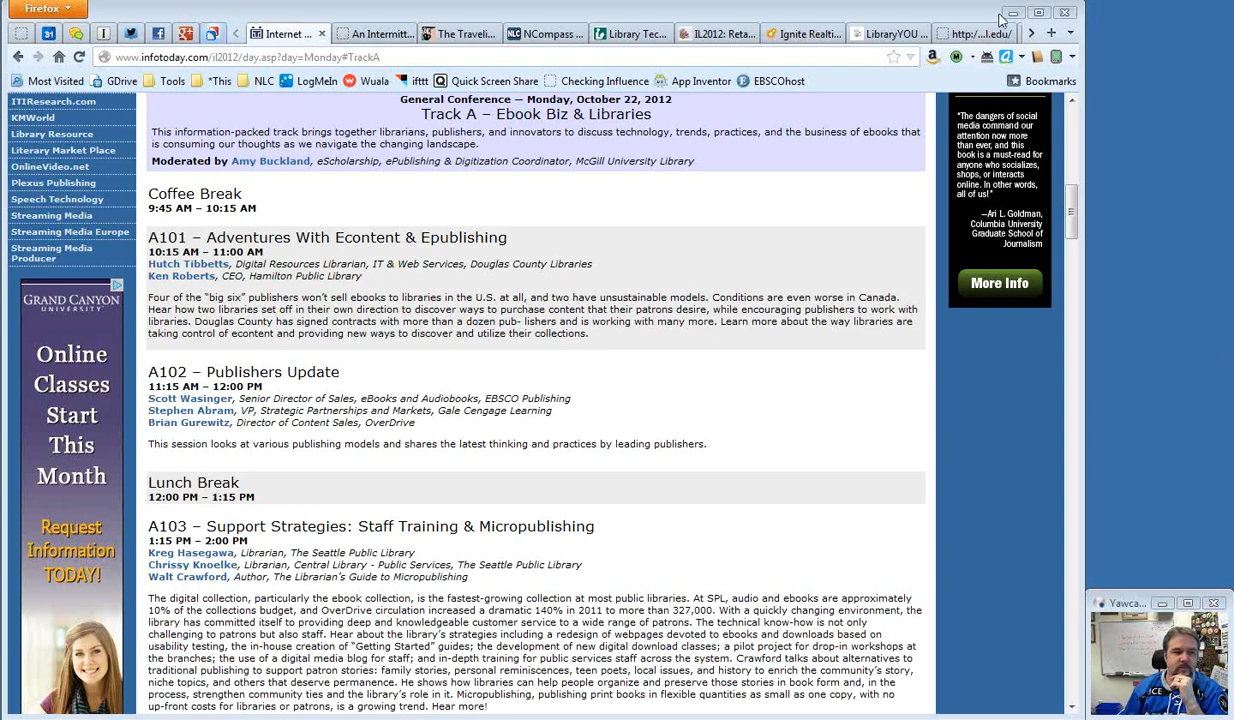 Firefox
Internet ...
An Intermitt...
The Traveli...
NCompass ...
Library Tec...
IL2012: Reta...
Ignite Realti...
LibraryYOU ...
http:/...l.edu/
www.infotoday.com/il2012/day.asp?day=Monday#TrackA
Most Visited
GDrive
Tools
*This
NLC
LogMeIn
Wuala
ifttt
Quick Screen Share
Checking Influence
App Inventor
EBSCOhost
Bookmarks
ITIResearch.com
KMWorld
Library Resource
Literary Market Place
OnlineVideo.net
Plexus Publishing
Speech Technology
Streaming Media
Streaming Media Europe
Streaming Media
Producer
GRAND CANYON
UNIVERSITY
Online
Classes
Start
This
Month
Request
Information
TODAY!
General Conference — Monday, October 22, 2012
Track A – Ebook Biz & Libraries
This information-packed track brings together librarians, publishers, and innovators to discuss technology, trends, practices, and the business of ebooks that
is consuming our thoughts as we navigate the changing landscape.
Moderated by Amy Buckland, eScholarship, ePublishing & Digitization Coordinator, McGill University Library
Coffee Break
9:45 AM – 10:15 AM
A101 – Adventures With Econtent & Epublishing
10:15 AM – 11:00 AM
Hutch Tibbetts, Digital Resources Librarian, IT & Web Services, Douglas County Libraries
Ken Roberts, CEO, Hamilton Public Library
Four of the "big six" publishers won't sell ebooks to libraries in the U.S. at all, and two have unsustainable models. Conditions are even worse in Canada.
Hear how two libraries set off in their own direction to discover ways to purchase content that their patrons desire, while encouraging publishers to work with
libraries. Douglas County has signed contracts with more than a dozen pub- lishers and is working with many more. Learn more about the way libraries are
taking control of econtent and providing new ways to discover and utilize their collections.
A102 – Publishers Update
11:15 AM – 12:00 PM
Scott Wasinger, Senior Director of Sales, eBooks and Audiobooks, EBSCO Publishing
Stephen Abram, VP, Strategic Partnerships and Markets, Gale Cengage Learning
Brian Gurewitz, Director of Content Sales, OverDrive
This session looks at various publishing models and shares the latest thinking and practices by leading publishers.
Lunch Break
12:00 PM – 1:15 PM
A103 – Support Strategies: Staff Training & Micropublishing
1:15 PM – 2:00 PM
Kreg Hasegawa, Librarian, The Seattle Public Library
Chrissy Knoelke, Librarian, Central Library - Public Services, The Seattle Public Library
Walt Crawford, Author, The Librarian's Guide to Micropublishing
The digital collection, particularly the ebook collection, is the fastest-growing collection at most public libraries. At SPL, audio and ebooks are approximately
10% of the collections budget, and OverDrive circulation increased a dramatic 140% in 2011 to more than 327,000. With a quickly changing environment, the
library has committed itself to providing deep and knowledgeable customer service to a wide range of patrons. The technical know-how is not only
challenging to patrons but also staff. Hear about the library's strategies including a redesign of webpages devoted to ebooks and downloads based on
usability testing, the in-house creation of "Getting Started" guides; the development of new digital download classes; a pilot project for drop-in workshops at
the branches; the use of a digital media blog for staff; and in-depth training for public services staff across the system. Crawford talks about alternatives to
traditional publishing to support patron stories: family stories, personal reminiscences, teen poets, local issues, and history to enrich the community's story,
niche topics, and others that deserve permanence. He shows how libraries can help people organize and preserve those stories in book form and, in the
process, strengthen community ties and the library's role in it. Micropublishing, publishing print books in flexible quantities as small as one copy, with no
up-front costs for libraries or patrons, is a growing trend. Hear more!
"The dangers of social
media command our
attention now more
than ever, and this
book is a must-read for
anyone who socializes,
shops, or interacts
online. In other words,
all of us!"
—Ari L. Goldman,
Columbia University
Graduate School of
Journalism
More Info
Yawca...
ICE